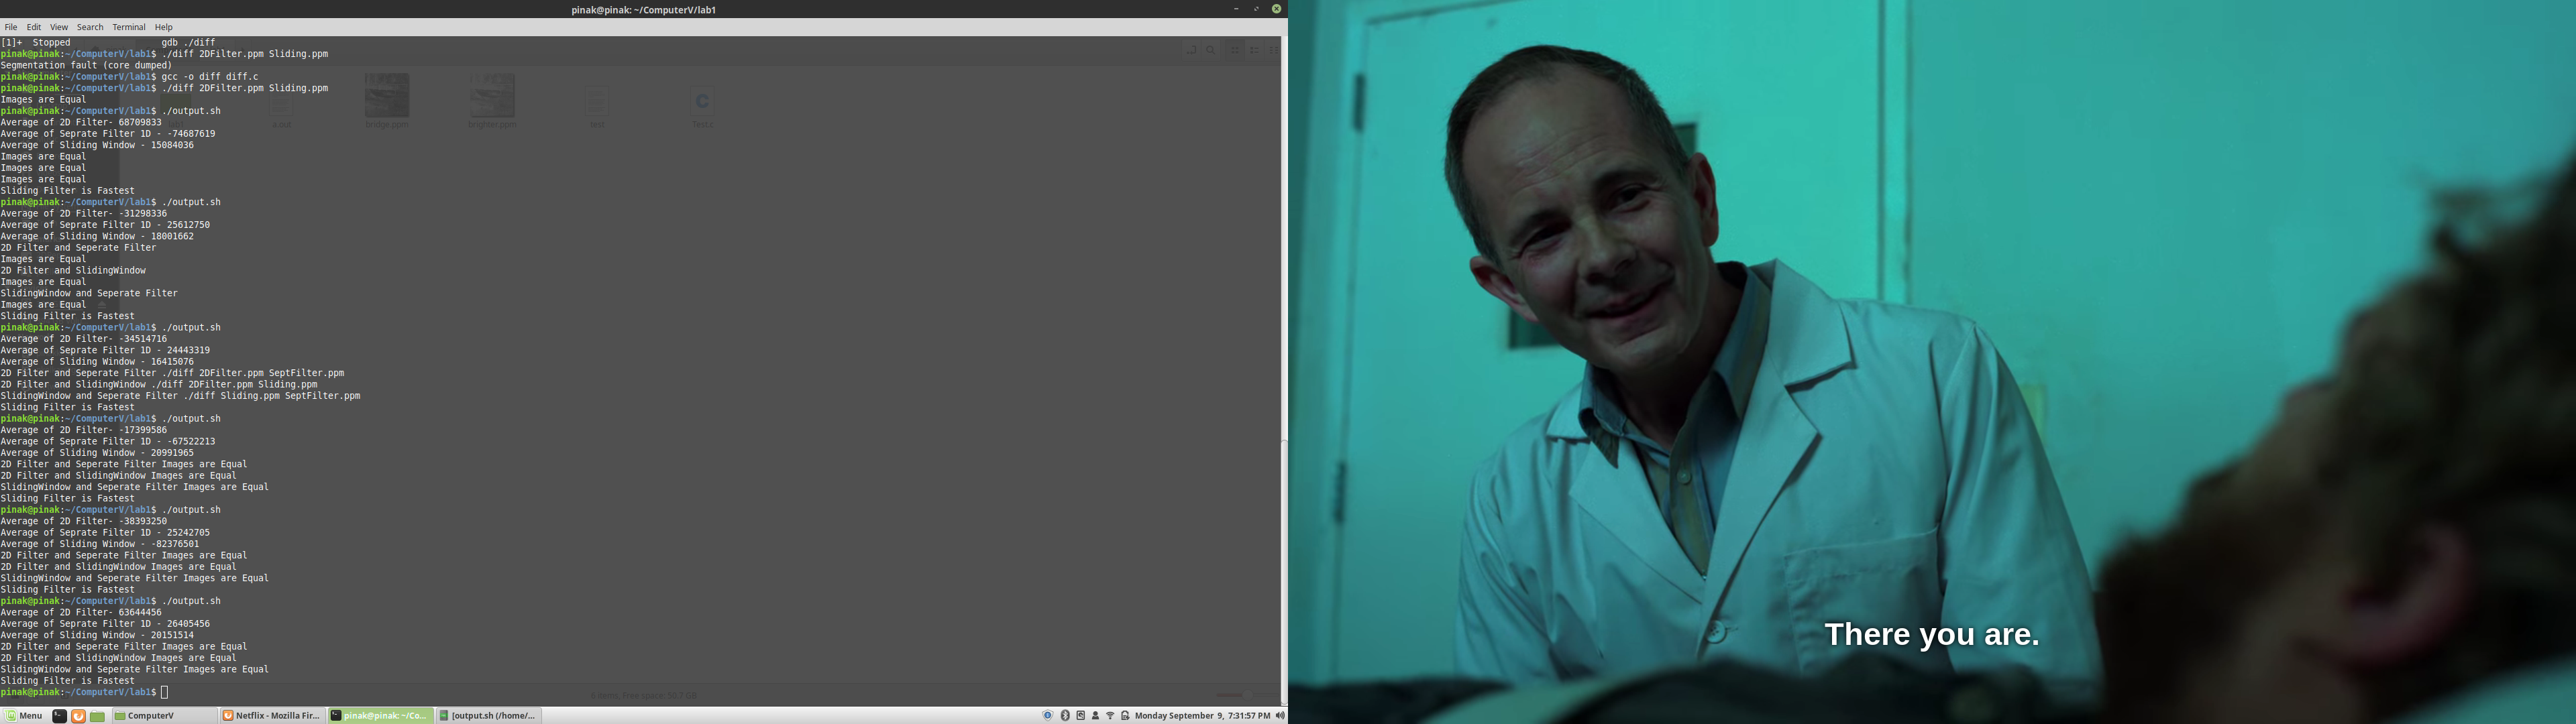 pinak@pinak: ~/ComputerV/lab1
File Edit View Search Terminal Help
[1]+  Stopped                 gdb ./diff
pinak@pinak:~/ComputerV/lab1$ ./diff 2DFilter.ppm Sliding.ppm
Segmentation fault (core dumped)
pinak@pinak:~/ComputerV/lab1$ gcc -o diff diff.c
pinak@pinak:~/ComputerV/lab1$ ./diff 2DFilter.ppm Sliding.ppm
Images are Equal
pinak@pinak:~/ComputerV/lab1$ ./output.sh
Average of 2D Filter- 68709833
Average of Seprate Filter 1D - -74687619
Average of Sliding Window - 15084036
Images are Equal
Images are Equal
Images are Equal
Sliding Filter is Fastest
pinak@pinak:~/ComputerV/lab1$ ./output.sh
Average of 2D Filter- -31298336
Average of Seprate Filter 1D - 25612750
Average of Sliding Window - 18001662
2D Filter and Seperate Filter
Images are Equal
2D Filter and SlidingWindow
Images are Equal
SlidingWindow and Seperate Filter
Images are Equal
Sliding Filter is Fastest
pinak@pinak:~/ComputerV/lab1$ ./output.sh
Average of 2D Filter- -34514716
Average of Seprate Filter 1D - 24443319
Average of Sliding Window - 16415076
2D Filter and Seperate Filter ./diff 2DFilter.ppm SeptFilter.ppm
2D Filter and SlidingWindow ./diff 2DFilter.ppm Sliding.ppm
SlidingWindow and Seperate Filter ./diff Sliding.ppm SeptFilter.ppm
Sliding Filter is Fastest
pinak@pinak:~/ComputerV/lab1$ ./output.sh
Average of 2D Filter- -17399586
Average of Seprate Filter 1D - -67522213
Average of Sliding Window - 20991965
2D Filter and Seperate Filter Images are Equal
2D Filter and SlidingWindow Images are Equal
SlidingWindow and Seperate Filter Images are Equal
Sliding Filter is Fastest
pinak@pinak:~/ComputerV/lab1$ ./output.sh
Average of 2D Filter- -38393250
Average of Seprate Filter 1D - 25242705
Average of Sliding Window - -82376501
2D Filter and Seperate Filter Images are Equal
2D Filter and SlidingWindow Images are Equal
SlidingWindow and Seperate Filter Images are Equal
Sliding Filter is Fastest
pinak@pinak:~/ComputerV/lab1$ ./output.sh
Average of 2D Filter- 63644456
Average of Seprate Filter 1D - 26405456
Average of Sliding Window - 20151514
2D Filter and Seperate Filter Images are Equal
2D Filter and SlidingWindow Images are Equal
SlidingWindow and Seperate Filter Images are Equal
Sliding Filter is Fastest
pinak@pinak:~/ComputerV/lab1$
a.out bridge.ppm brighter.ppm test Test.c
Menu ComputerV Netflix - Mozilla Fir... pinak@pinak: ~/Co... [output.sh (/home/... Monday September 9, 7:31:57 PM
There you are.